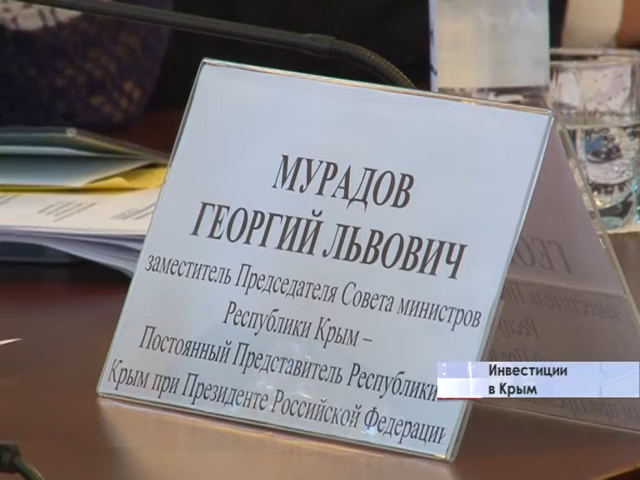 МУРАДОВ
ГЕОРГИЙ ЛЬВОВИЧ
заместитель Председателя Совета министров
Республики Крым –
Постоянный Представитель Республики
Крым при Президенте Российской Федерации
Инвестиции
в Крым